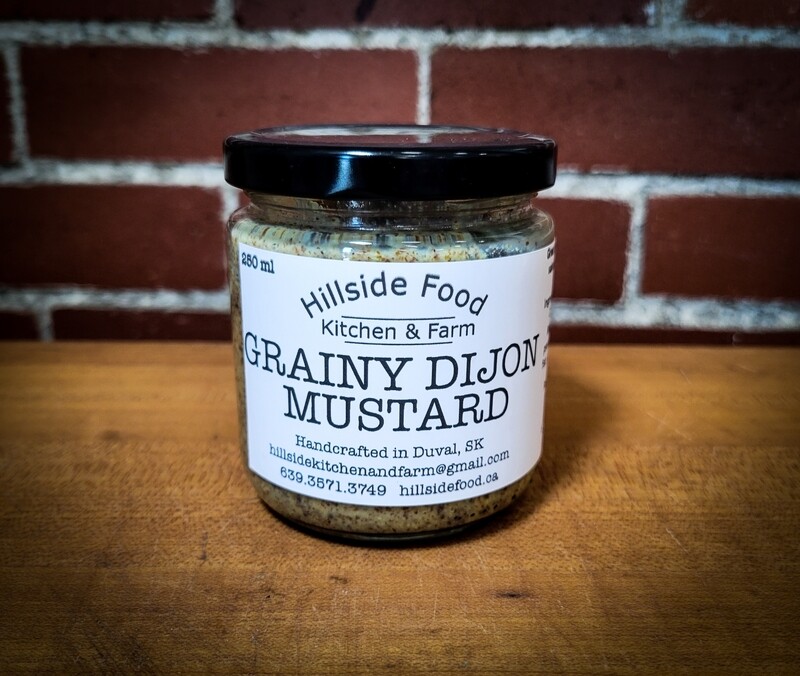 250 ml
Hillside Food
Kitchen & Farm
GRAINY DIJON
MUSTARD
Handcrafted in Duval, SK
hillsidekitchenandfarm@gmail.com
639.3571.3749 hillsidefood.ca